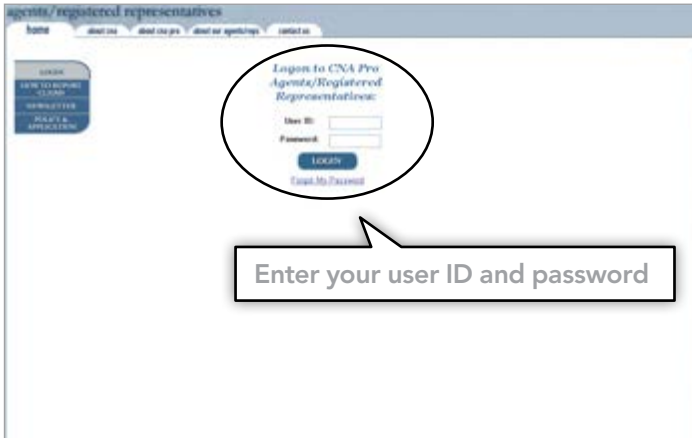 agents/registered representatives
home
about cna
about cna pro
about our agents/reps
contact us
LOGIN
HOW TO REPORT
CLAIMS
NEWSLETTER
POLICY &
APPLICATION
Logon to CNA Pro
Agents/Registered
Representatives:
User ID:
Password:
LOGIN
Forgot My Password
Enter your user ID and password